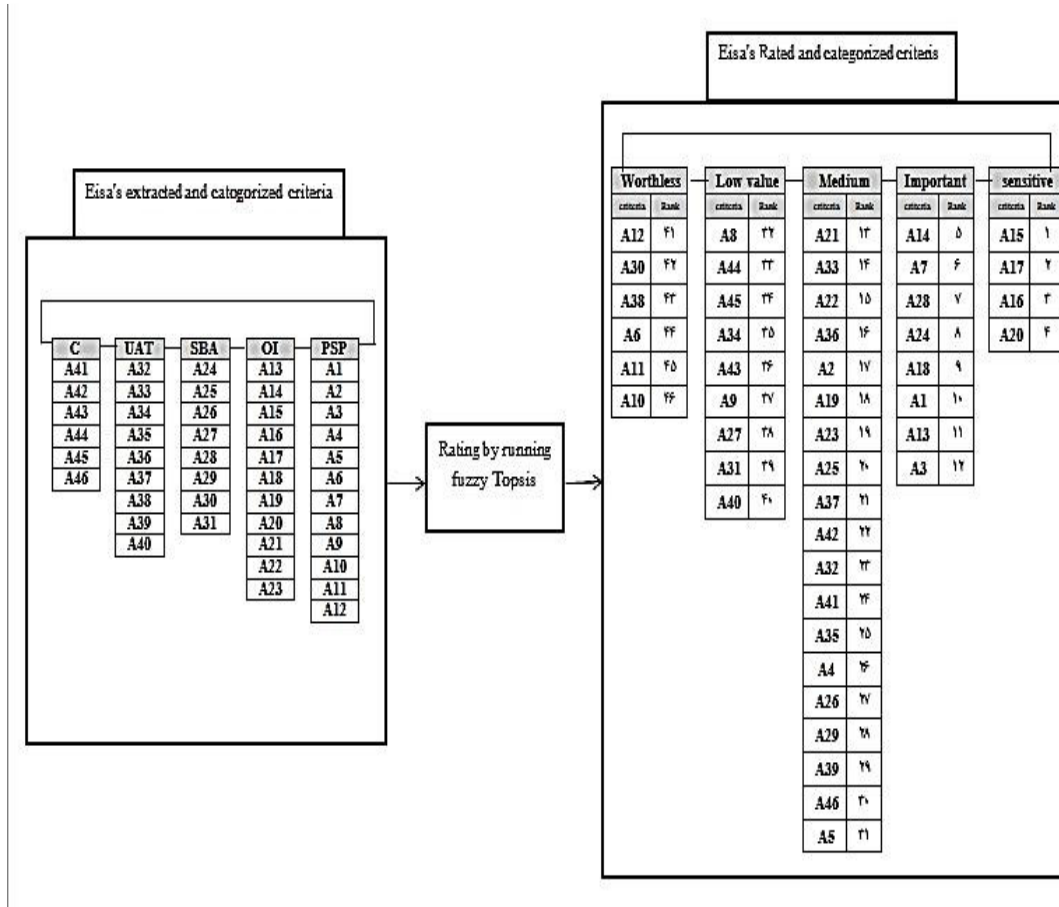 Eisa's Rated and categorized criteris
Eisa's extracted and catogorized criteria
C UAT SBA OI PSP
A41 A32 A24 A13 A1
A42 A33 A25 A14 A2
A43 A34 A26 A15 A3
A44 A35 A27 A16 A4
A45 A36 A28 A17 A5
A46 A37 A29 A18 A6
A38 A30 A19 A7
A39 A31 A20 A8
A40 A21 A9
A22 A10
A23 A11
A12
Rating by running
fuzzy Topsis
Worthless Low value Medium Important sensitive
criteria Rank criteria Rank criteria Rank criteria Rank criteria Rank
A12 ۴۱ A8 ۳۲ A21 ۱۳ A14 ۵ A15 ۱
A30 ۴۲ A44 ۳۳ A33 ۱۴ A7 ۶ A17 ۲
A38 ۴۳ A45 ۳۴ A22 ۱۵ A28 ۷ A16 ۳
A6 ۴۴ A34 ۳۵ A36 ۱۶ A24 ۸ A20 ۴
A11 ۴۵ A43 ۳۶ A2 ۱۷ A18 ۹
A10 ۴۶ A9 ۳۷ A19 ۱۸ A1 ۱۰
A27 ۳۸ A23 ۱۹ A13 ۱۱
A31 ۳۹ A25 ۲۰ A3 ۱۲
A40 ۴۰ A37 ۲۱
A42 ۲۲
A32 ۲۳
A41 ۲۴
A35 ۲۵
A4 ۲۶
A26 ۲۷
A29 ۲۸
A39 ۲۹
A46 ۳۰
A5 ۳۱